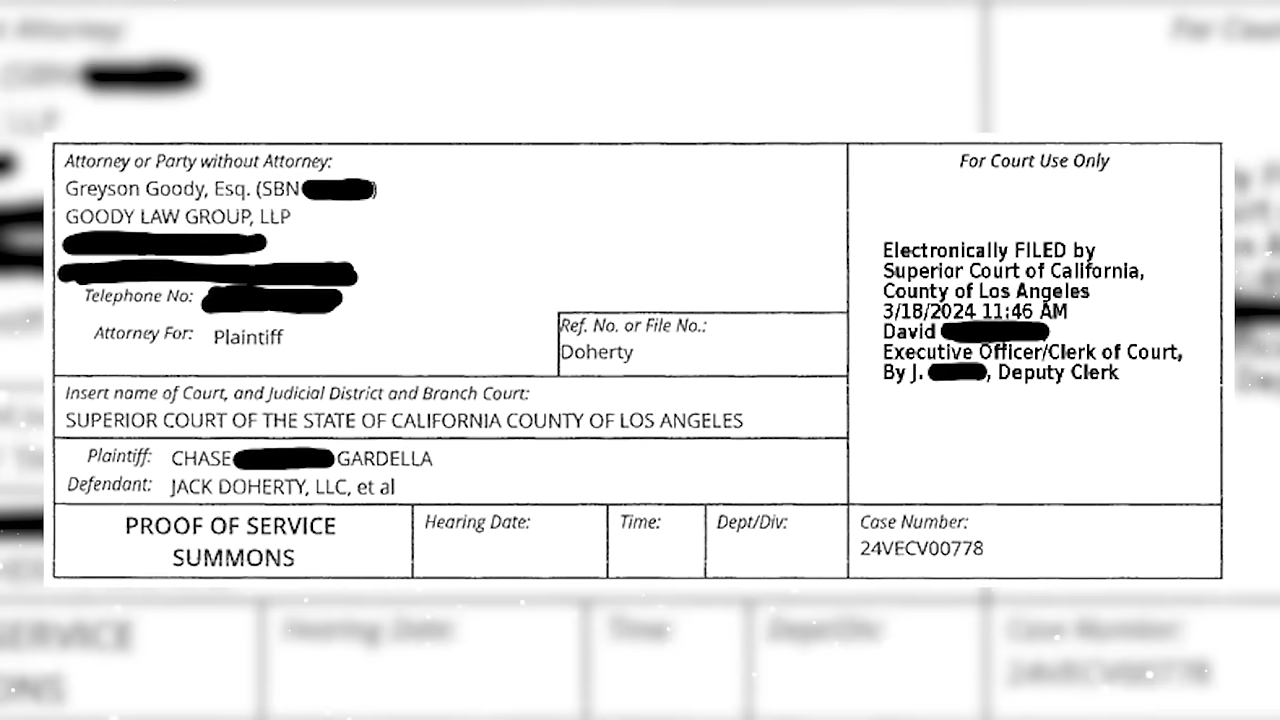 Attorney or Party without Attorney:
Greyson Goody, Esq. (SBN )
GOODY LAW GROUP, LLP
Telephone No:
Attorney For: Plaintiff
Ref. No. or File No.:
Doherty
Insert name of Court, and Judicial District and Branch Court:
SUPERIOR COURT OF THE STATE OF CALIFORNIA COUNTY OF LOS ANGELES
Plaintiff: CHASE GARDELLA
Defendant: JACK DOHERTY, LLC, et al
PROOF OF SERVICE
SUMMONS
Hearing Date:
Time:
Dept/Div:
For Court Use Only
Electronically FILED by
Superior Court of California,
County of Los Angeles
3/18/2024 11:46 AM
David
Executive Officer/Clerk of Court,
By J. , Deputy Clerk
Case Number:
24VECV00778